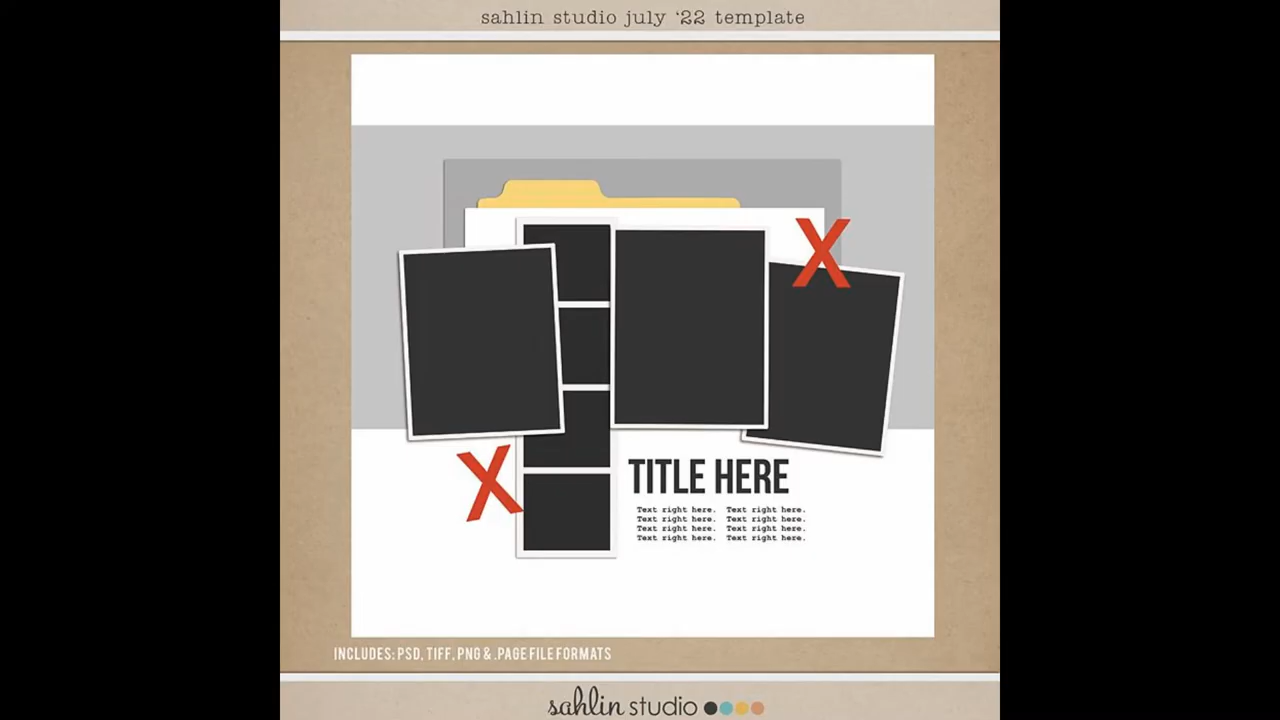 sahlin studio july '22 template
X
X
TITLE HERE
Text right here. Text right here.
Text right here. Text right here.
Text right here. Text right here.
Text right here. Text right here.
INCLUDES: PSD, TIFF, PNG & .PAGE FILE FORMATS
sahlin studio